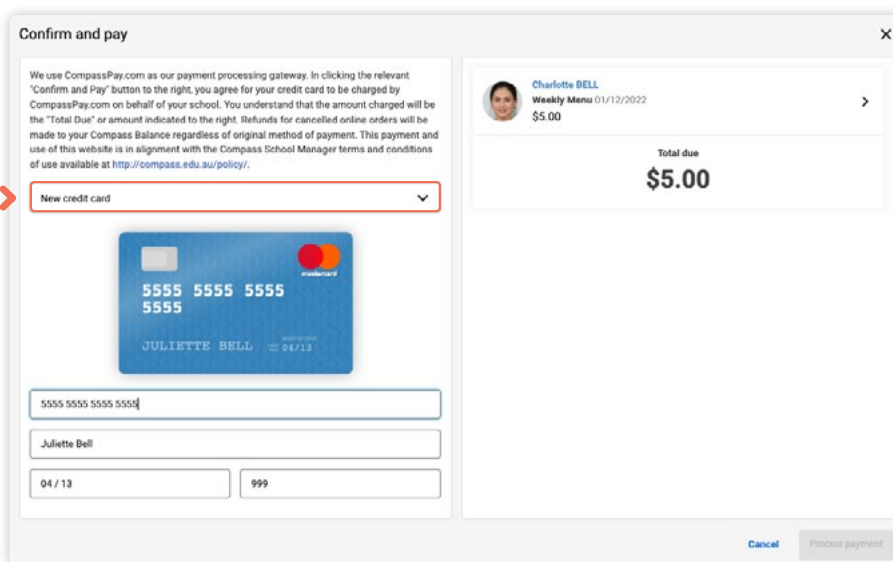 Confirm and pay
We use CompassPay.com as our payment processing gateway. In clicking the relevant
"Confirm and Pay" button to the right, you agree for your credit card to be charged by
CompassPay.com on behalf of your school. You understand that the amount charged will be
the "Total Due" or amount indicated to the right. Refunds for cancelled online orders will be
made to your Compass Balance regardless of original method of payment. This payment and
use of this website is in alignment with the Compass School Manager terms and conditions
of use available at http://compass.edu.au/policy/.
New credit card
mastercard
5555 5555 5555
5555
JULIETTE BELL 04/13
5555 5555 5555 5555
Juliette Bell
04 / 13
999
Charlotte BELL
Weekly Menu 01/12/2022
$5.00
Total due
$5.00
Cancel
Process payment